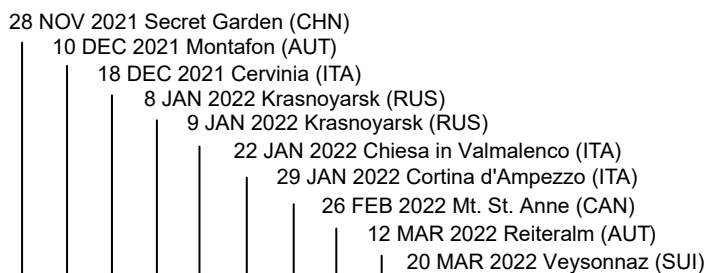 28 NOV 2021 Secret Garden (CHN)
10 DEC 2021 Montafon (AUT)
18 DEC 2021 Cervinia (ITA)
8 JAN 2022 Krasnoyarsk (RUS)
9 JAN 2022 Krasnoyarsk (RUS)
22 JAN 2022 Chiesa in Valmalenco (ITA)
29 JAN 2022 Cortina d'Ampezzo (ITA)
26 FEB 2022 Mt. St. Anne (CAN)
12 MAR 2022 Reiteralm (AUT)
20 MAR 2022 Veysonnaz (SUI)